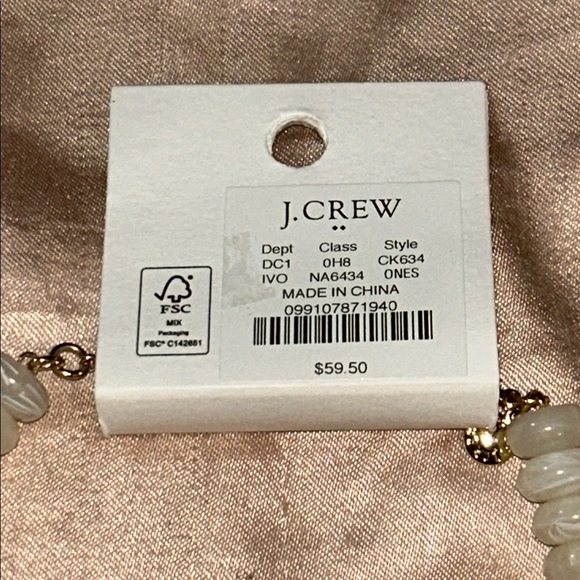 J.CREW
Dept Class Style
DC1 0H8 CK634
IVO NA6434 ONES
MADE IN CHINA
099107871940
$59.50
FSC
MIX
Packaging
FSC® C142651